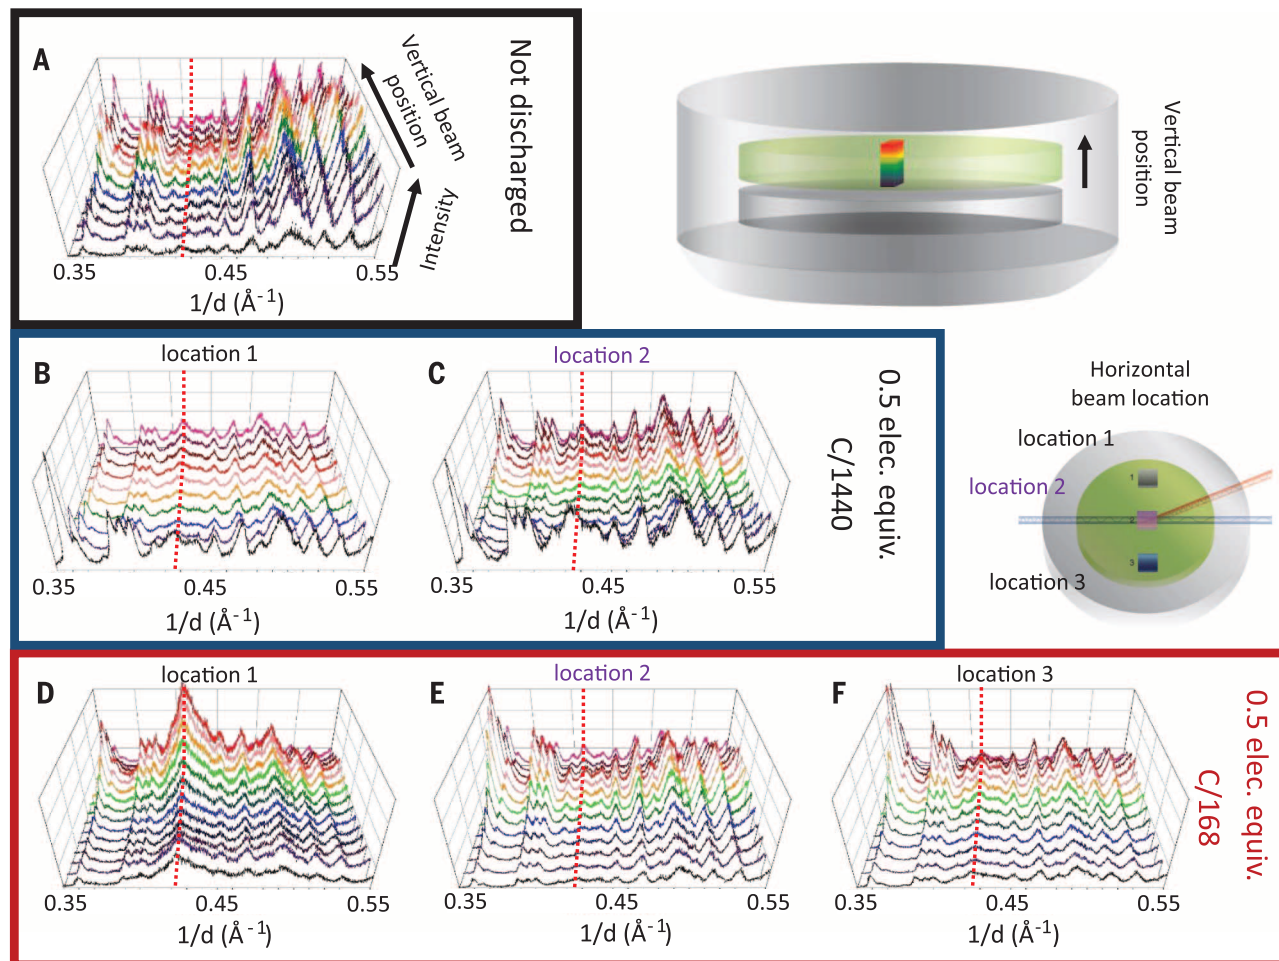 A
Not discharged
Vertical beam
position
Intensity
0.35
0.45
0.55
1/d (Å⁻¹)
Vertical beam
position
B
location 1
0.35
0.45
0.55
1/d (Å⁻¹)
C
location 2
0.35
0.45
0.55
1/d (Å⁻¹)
0.5 elec. equiv.
C/1440
Horizontal
beam location
location 1
location 2
location 3
1
2
3
D
location 1
0.35
0.45
0.55
1/d (Å⁻¹)
E
location 2
0.35
0.45
0.55
1/d (Å⁻¹)
F
location 3
0.35
0.45
0.55
1/d (Å⁻¹)
0.5 elec. equiv.
C/168